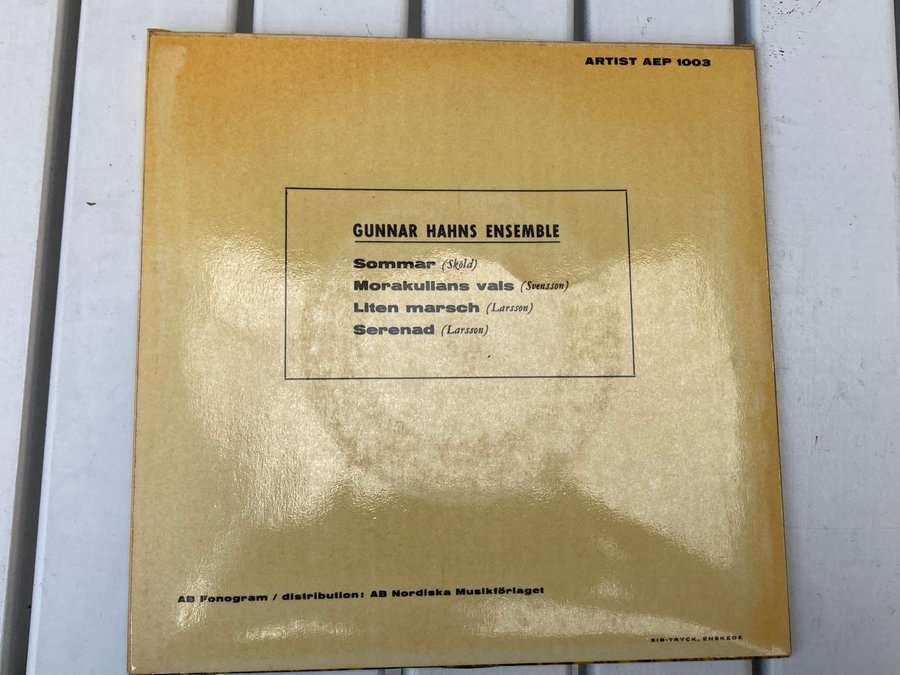 ARTIST AEP 1003
GUNNAR HAHNS ENSEMBLE
Sommar (Sköld)
Morakullans vals (Svensson)
Liten marsch (Larsson)
Serenad (Larsson)
AB Fonogram / distribution: AB Nordiska Musikförlaget
SIB-TRYCK, ENSKEDE